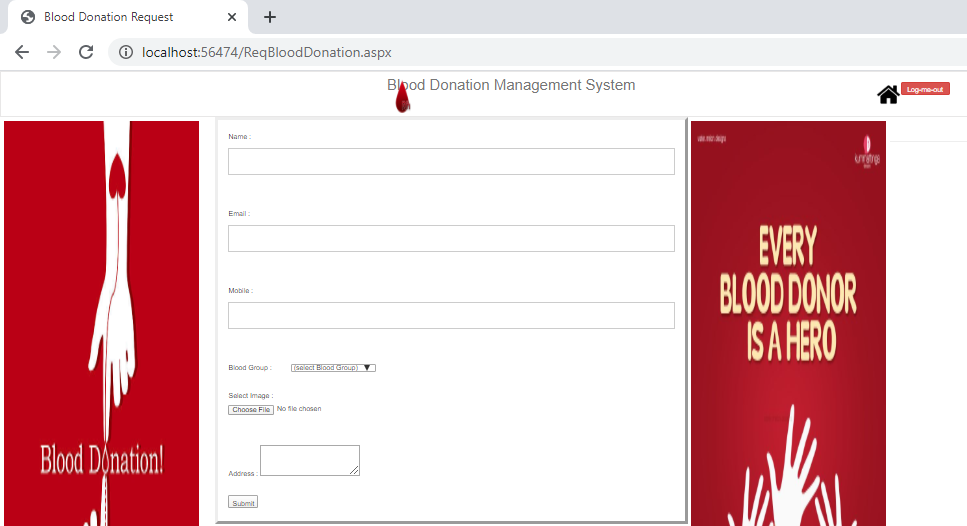 Blood Donation Request
localhost:56474/ReqBloodDonation.aspx
Blood Donation Management System
Log-me-out
Name :
Email :
Mobile :
Blood Group :
(select Blood Group)
Select Image :
Choose File No file chosen
Address :
Submit
Blood Donation!
EVERY
BLOOD DONOR
IS A HERO